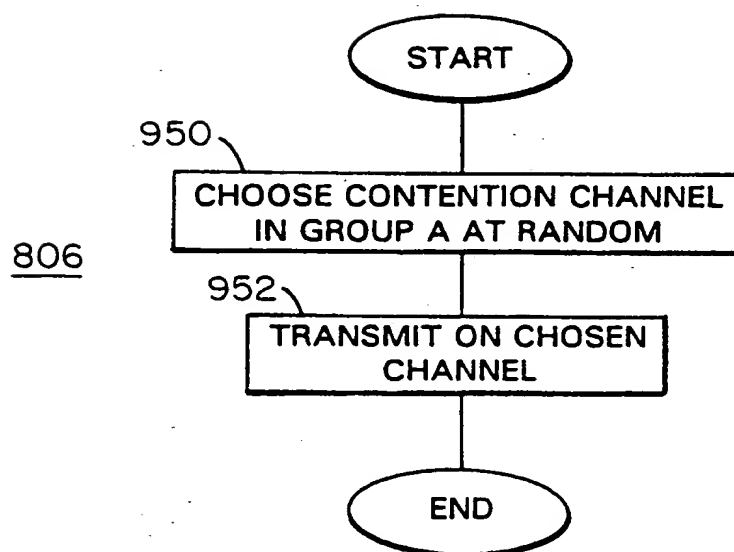 START
950
CHOOSE CONTENTION CHANNEL
IN GROUP A AT RANDOM
806
952
TRANSMIT ON CHOSEN
CHANNEL
END